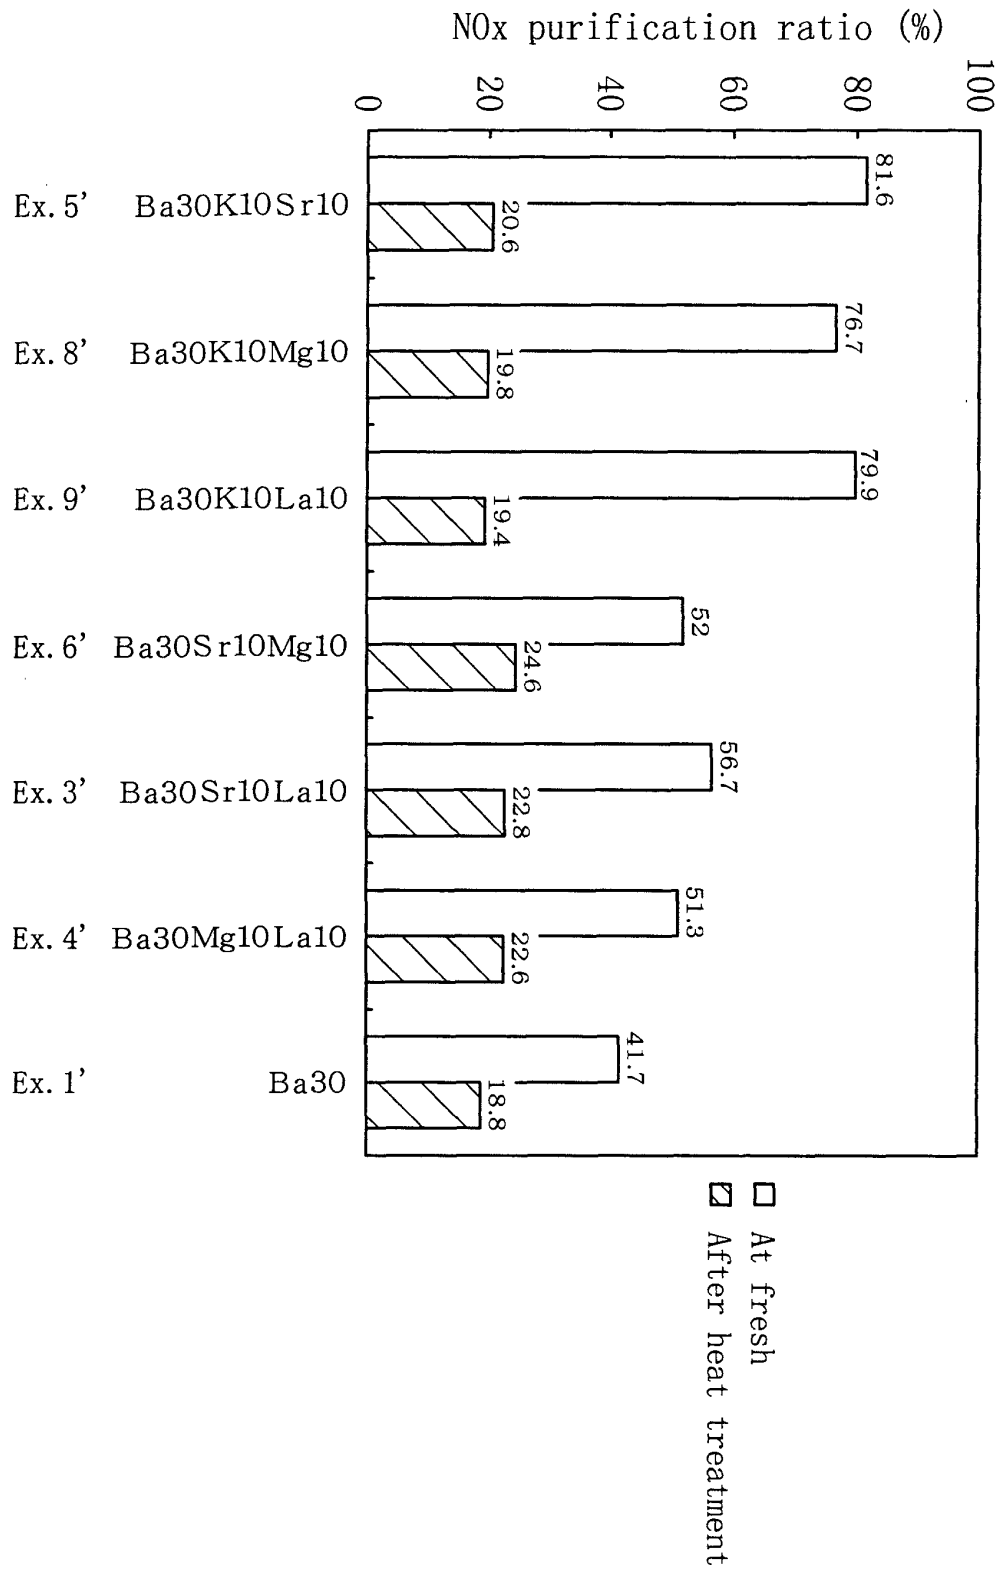 NOx purification ratio (%)
0
20
40
60
80
100
Ex. 5' Ba30K10Sr10
81.6
20.6
Ex. 8' Ba30K10Mg10
76.7
19.8
Ex. 9' Ba30K10La10
79.9
19.4
Ex. 6' Ba30Sr10Mg10
52
24.6
Ex. 3' Ba30Sr10La10
56.7
22.8
Ex. 4' Ba30Mg10La10
51.3
22.6
Ex. 1' Ba30
41.7
18.8
At fresh
After heat treatment